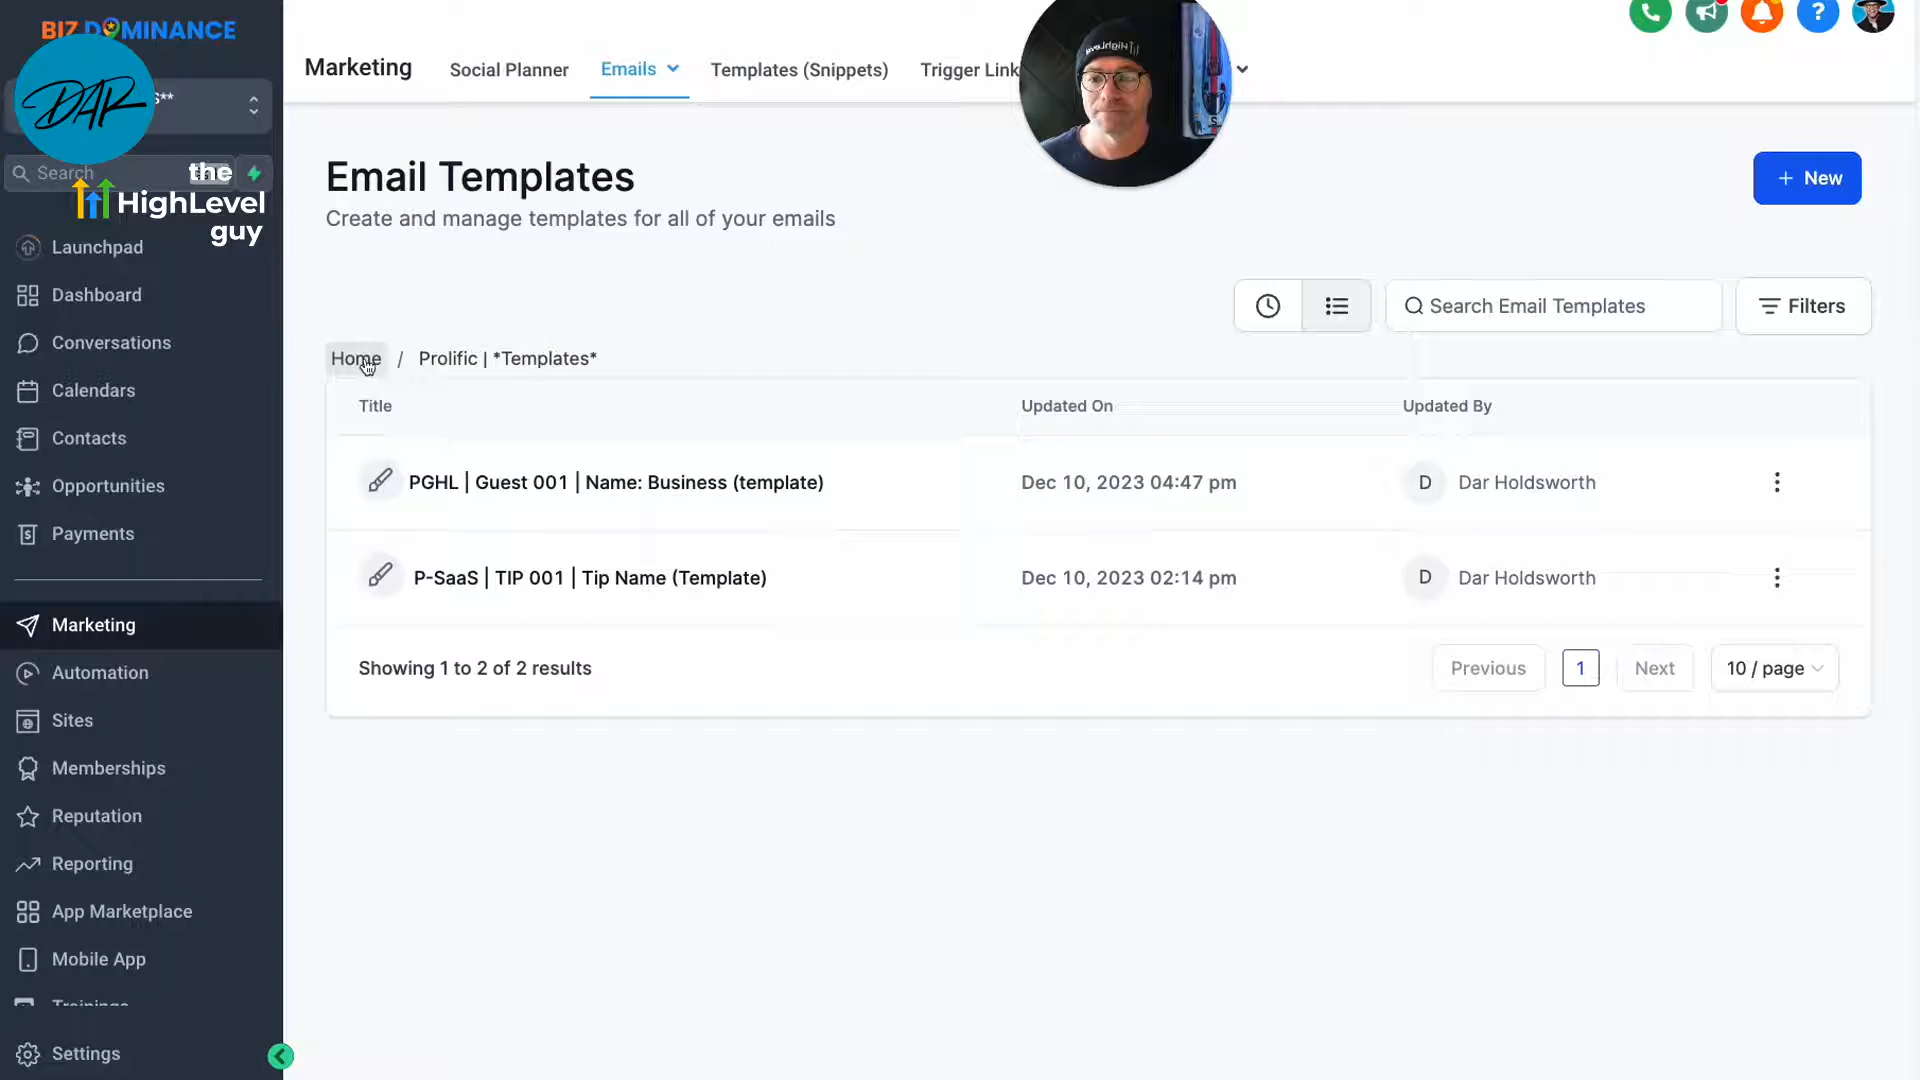 BIZ DOMINANCE
DAR
S**
Search
the
HighLevel
guy
Launchpad
Dashboard
Conversations
Calendars
Contacts
Opportunities
Payments
Marketing
Automation
Sites
Memberships
Reputation
Reporting
App Marketplace
Mobile App
Trainings
Settings
Marketing
Social Planner
Emails
Templates (Snippets)
Trigger Link
HighLevel
?
Email Templates
Create and manage templates for all of your emails
+ New
Search Email Templates
Filters
Home / Prolific | *Templates*
Title
Updated On
Updated By
PGHL | Guest 001 | Name: Business (template)
Dec 10, 2023 04:47 pm
D
Dar Holdsworth
P-SaaS | TIP 001 | Tip Name (Template)
Dec 10, 2023 02:14 pm
D
Dar Holdsworth
Showing 1 to 2 of 2 results
Previous
1
Next
10 / page